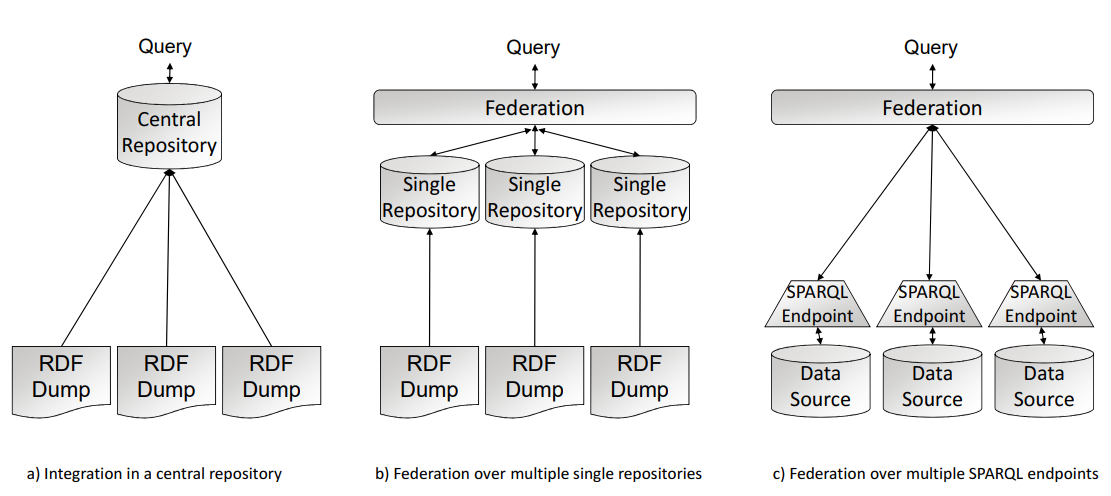 Query
Central
Repository
RDF
Dump
RDF
Dump
RDF
Dump
a) Integration in a central repository
Query
Federation
Single
Repository
Single
Repository
Single
Repository
RDF
Dump
RDF
Dump
RDF
Dump
b) Federation over multiple single repositories
Query
Federation
SPARQL
Endpoint
SPARQL
Endpoint
SPARQL
Endpoint
Data
Source
Data
Source
Data
Source
c) Federation over multiple SPARQL endpoints